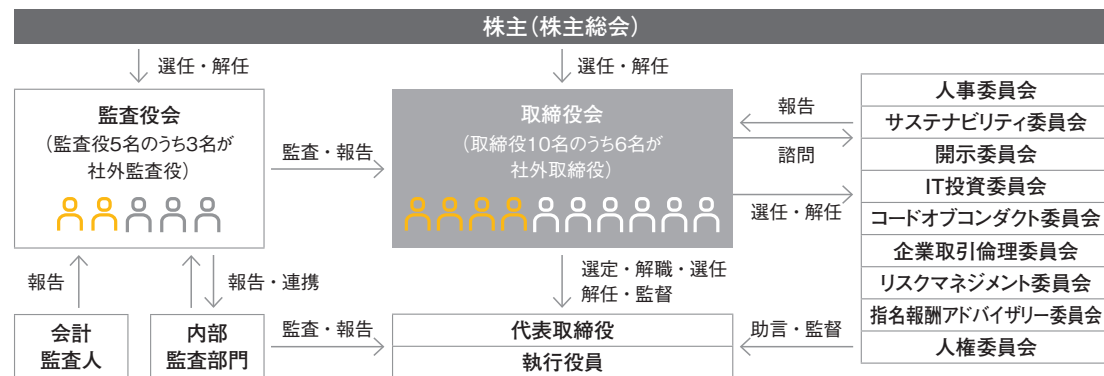 株主（株主総会）
選任・解任
選任・解任
監査役会
（監査役5名のうち3名が
社外監査役）
監査・報告
取締役会
（取締役10名のうち6名が
社外取締役）
報告
諮問
選任・解任
人事委員会
サステナビリティ委員会
開示委員会
IT投資委員会
コードオブコンダクト委員会
企業取引倫理委員会
リスクマネジメント委員会
指名報酬アドバイザリー委員会
人権委員会
報告
報告・連携
選定・解職・選任
解任・監督
会計
監査人
内部
監査部門
監査・報告
代表取締役
執行役員
助言・監督